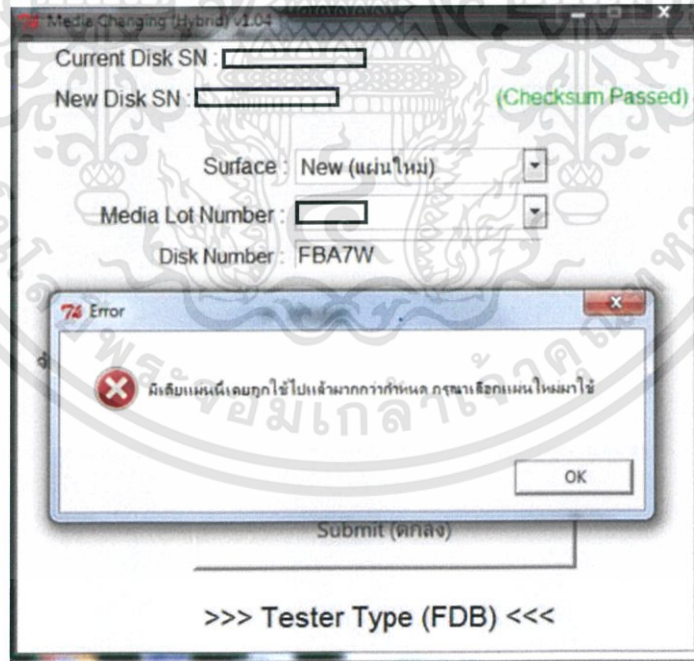 Media Changing (Hybrid) v1.04
Current Disk SN :
New Disk SN : (Checksum Passed)
Surface : New (แผ่นใหม่)
Media Lot Number :
Disk Number : FBA7W
Error
มีเดียแผ่นนี้เคยถูกใช้ไปแล้วมากกว่ากำหนด กรุณาเลือกแผ่นใหม่มาใช้
OK
Submit (ตกลง)
>>> Tester Type (FDB) <<<